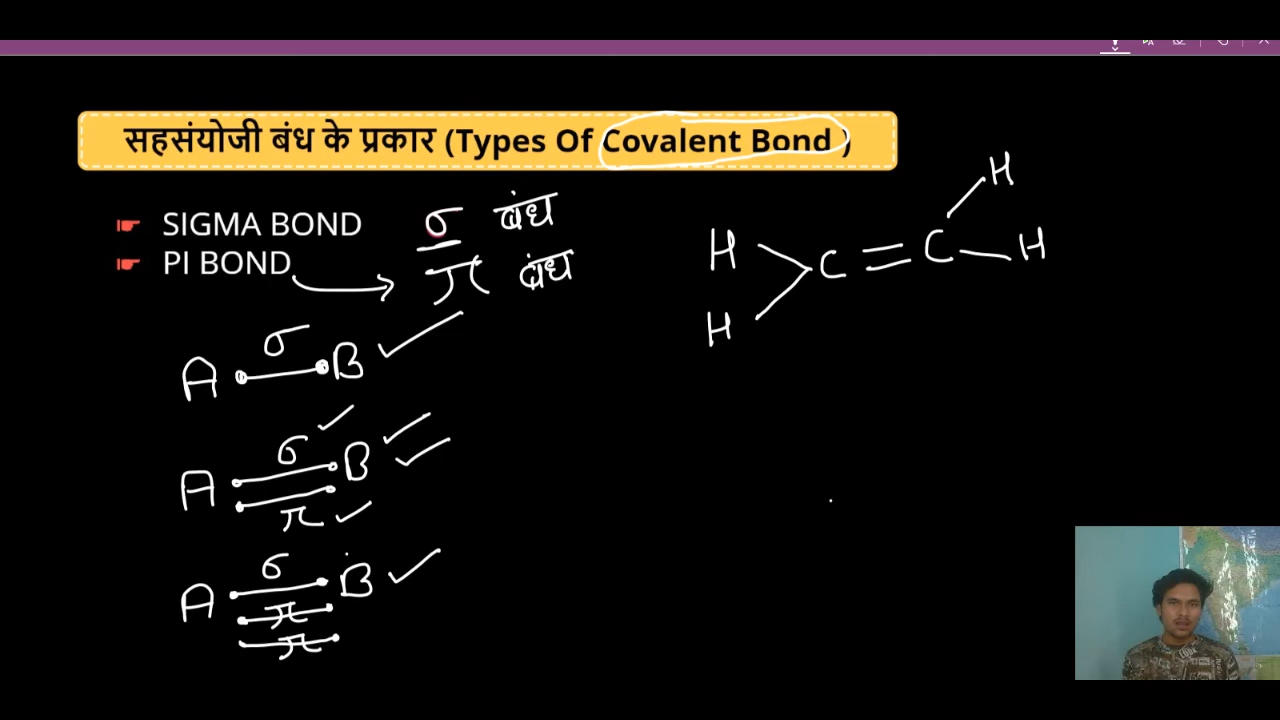 सहसंयोजी बंध के प्रकार (Types Of Covalent Bond )
SIGMA BOND σ बंध
PI BOND π बंध
σ
A B
σ
A B
π
σ
A B
π
π
H
H C = C H
H